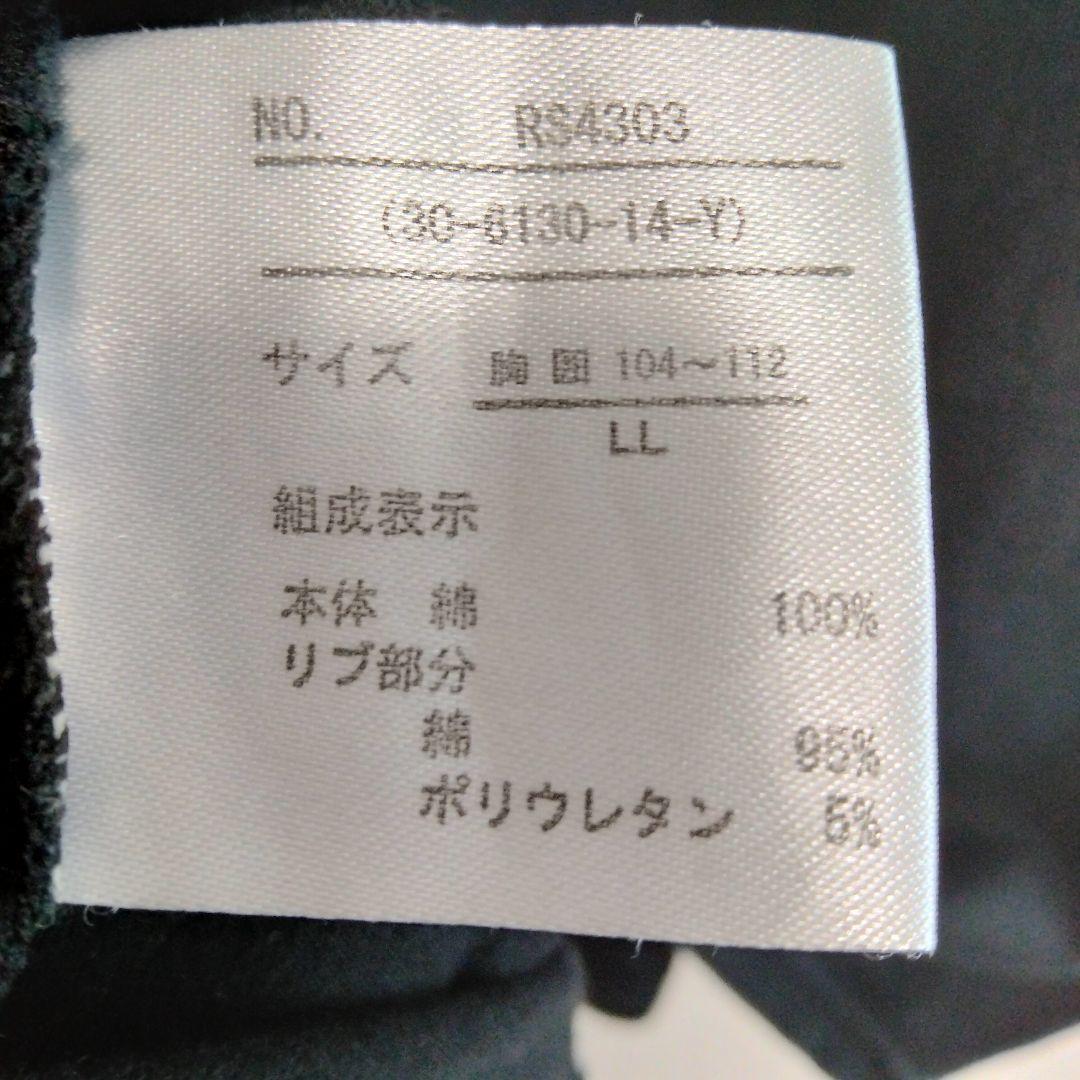 NO. RS4303
(30-6130-14-Y)
サイズ 胸囲 104～112
LL
組成表示
本体 綿 100%
リブ部分
綿 95%
ポリウレタン 5%